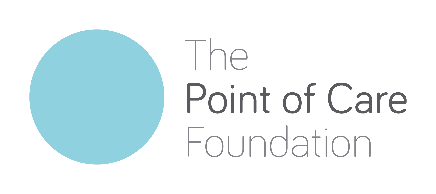 The
Point of Care
Foundation